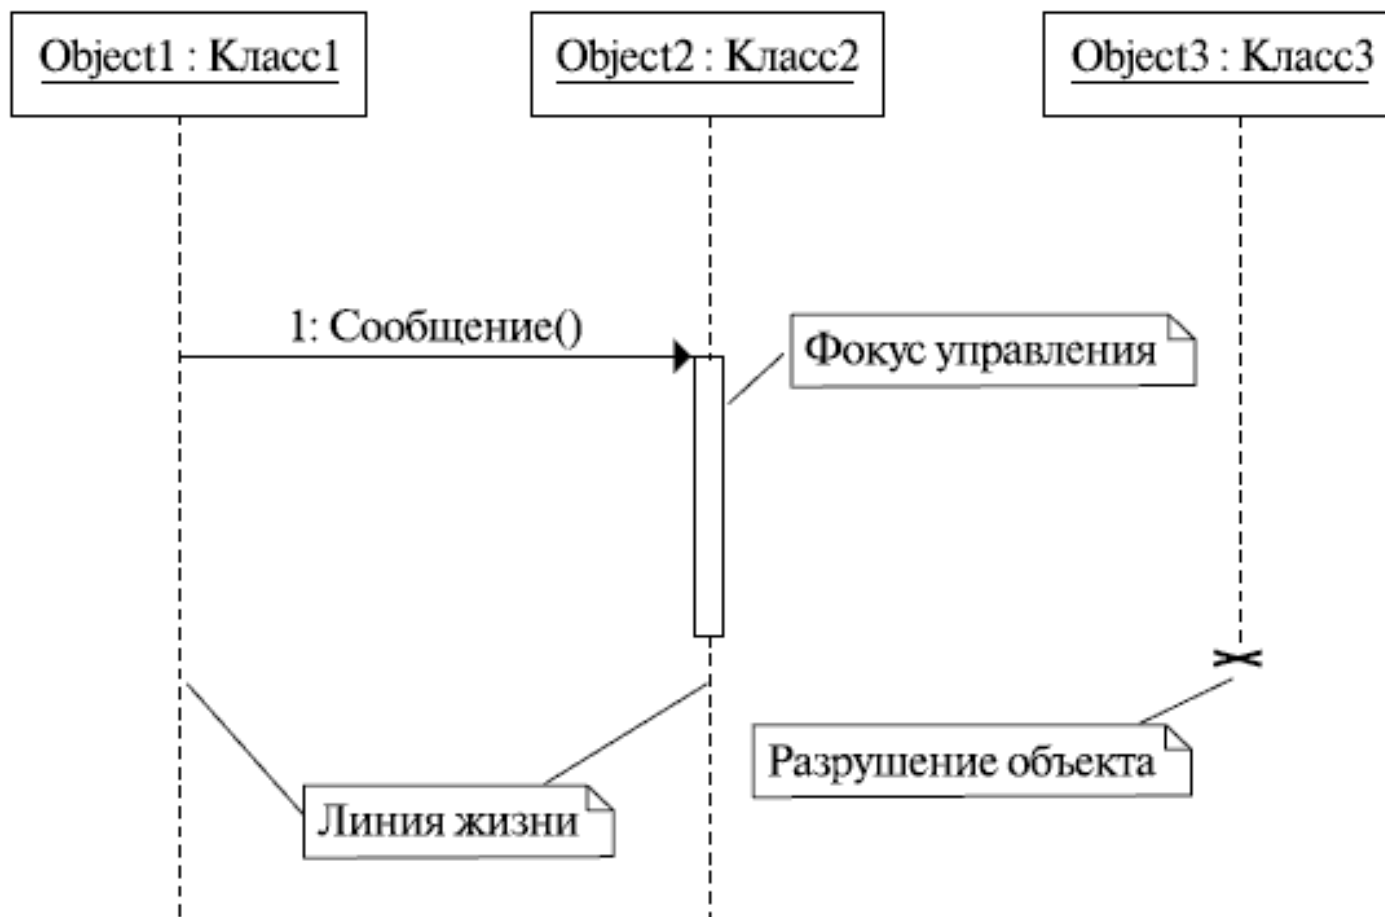 Object1 : Класс1
Object2 : Класс2
Object3 : Класс3
1: Сообщение()
Фокус управления
Разрушение объекта
Линия жизни